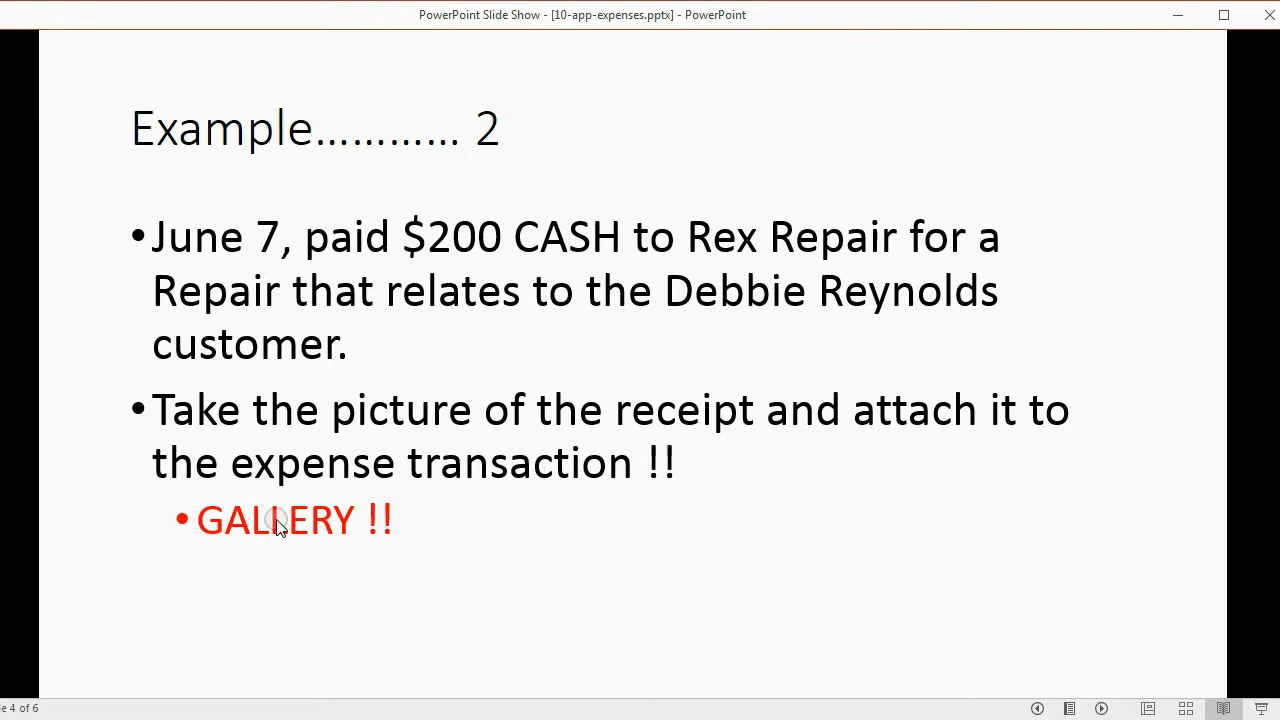 PowerPoint Slide Show - [10-app-expenses.pptx] - PowerPoint
Example………… 2
•June 7, paid $200 CASH to Rex Repair for a
Repair that relates to the Debbie Reynolds
customer.
•Take the picture of the receipt and attach it to
the expense transaction !!
•GALLERY !!
le 4 of 6